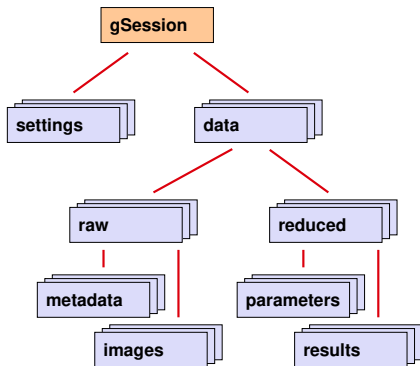 gSession
settings
data
raw
reduced
metadata
parameters
images
results